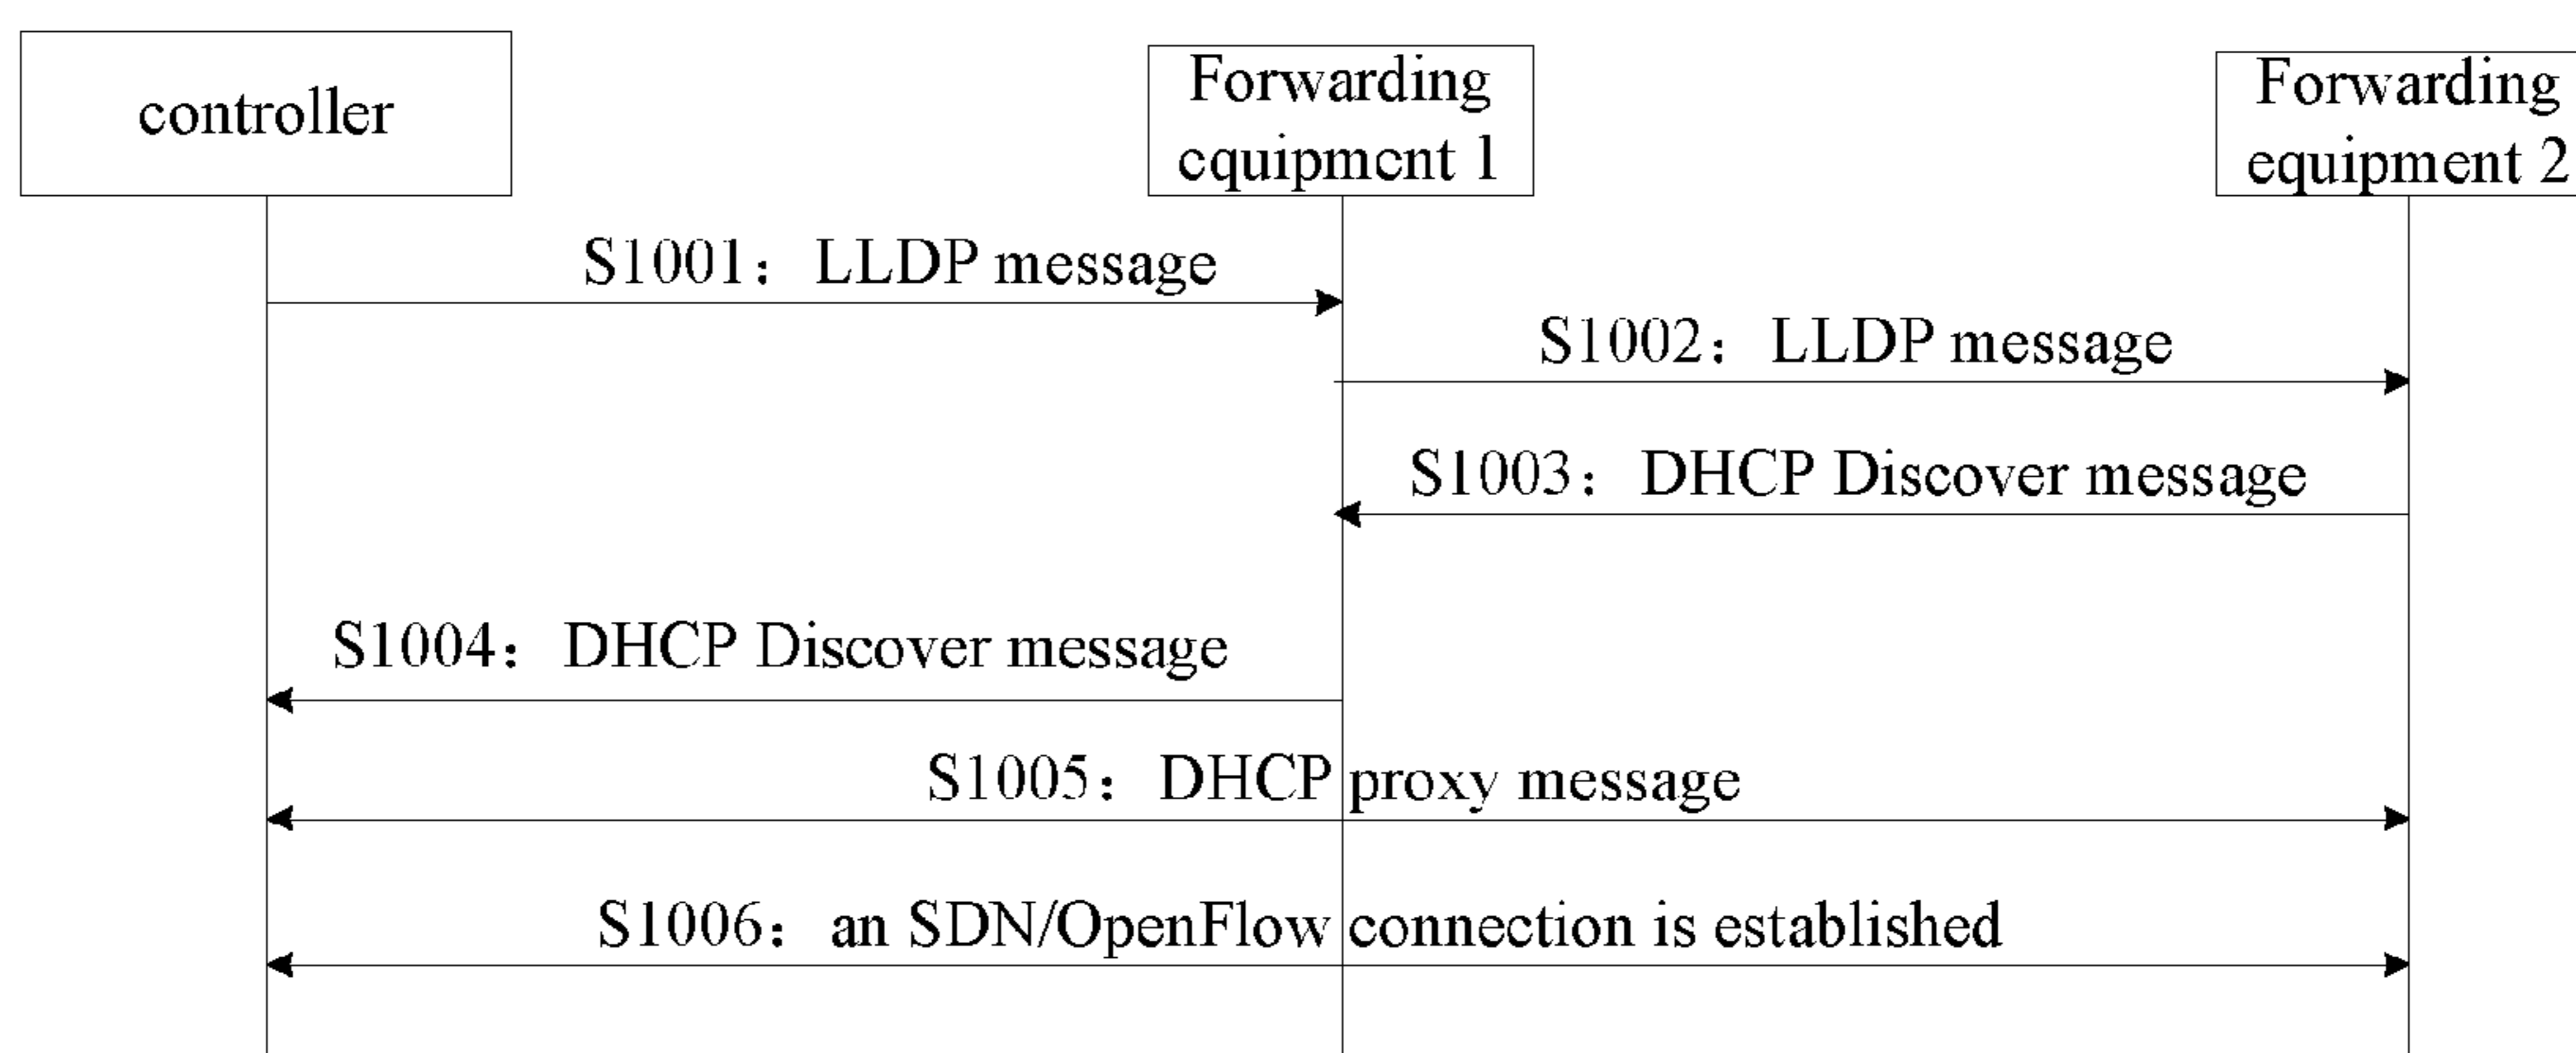 controller
Forwarding
equipment 1
Forwarding
equipment 2
S1001：LLDP message
S1002：LLDP message
S1003：DHCP Discover message
S1004：DHCP Discover message
S1005：DHCP proxy message
S1006：an SDN/OpenFlow connection is established